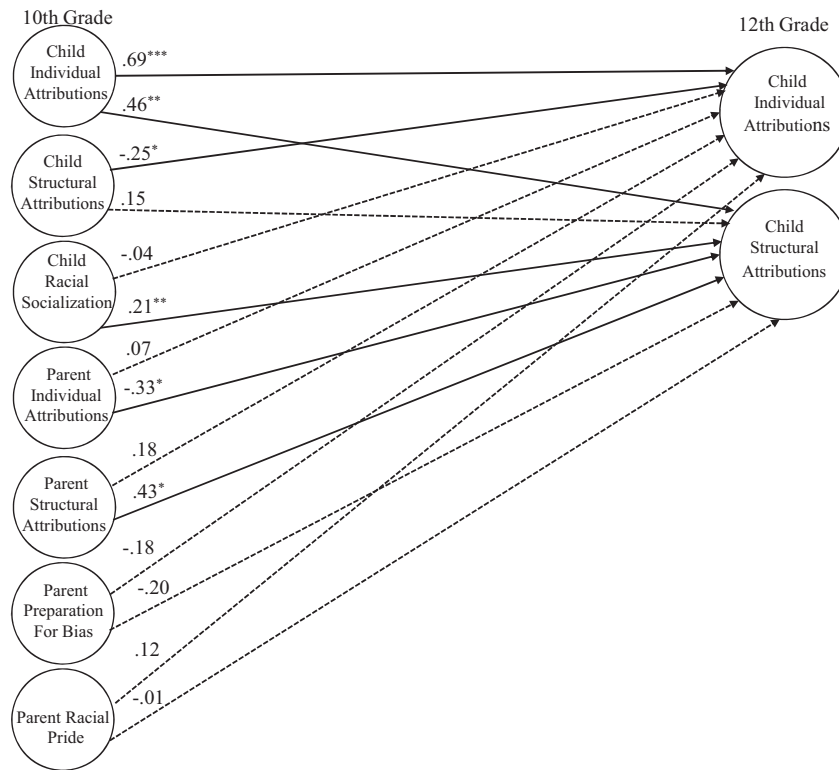 10th Grade
12th Grade
Child
Individual
Attributions
.69***
.46**
Child
Structural
Attributions
-.25*
.15
Child
Racial
Socialization
-.04
.21**
Parent
Individual
Attributions
.07
-.33*
Parent
Structural
Attributions
.18
.43*
Parent
Preparation
For Bias
-.18
-.20
Parent Racial
Pride
.12
-.01
Child
Individual
Attributions
Child
Structural
Attributions